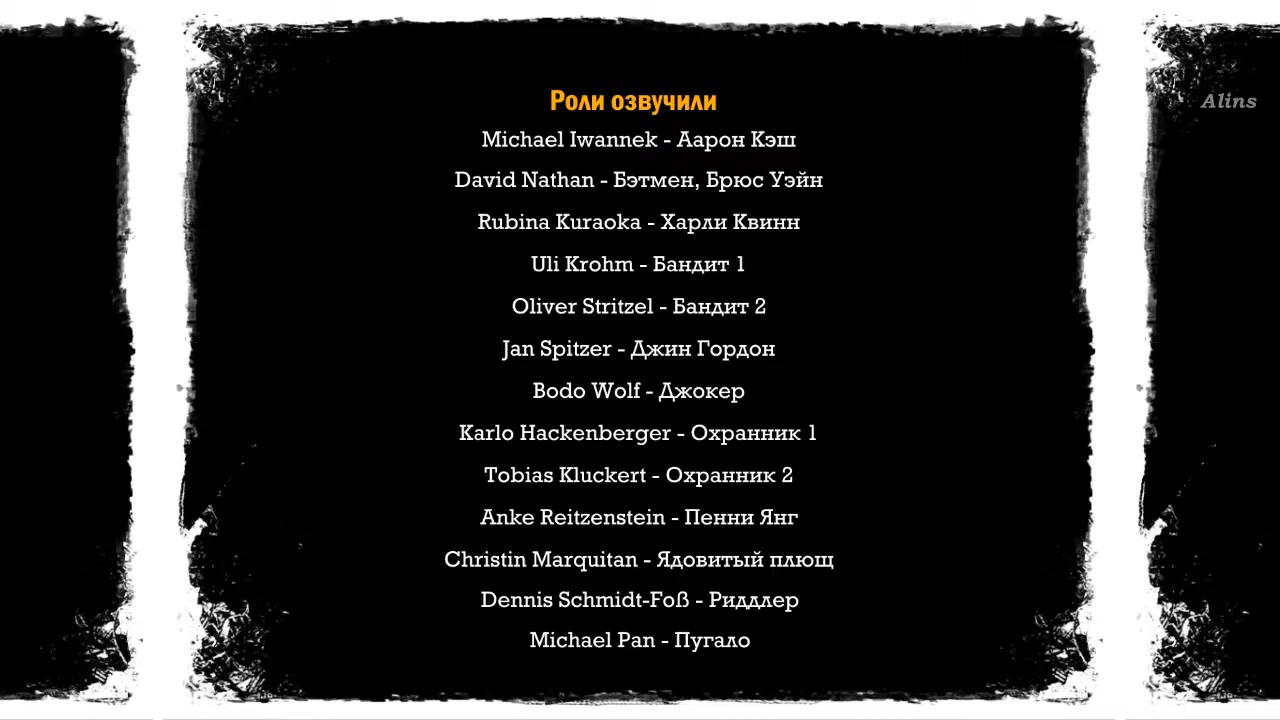 Роли озвучили
Alins
Michael Iwannek - Аарон Кэш
David Nathan - Бэтмен, Брюс Уэйн
Rubina Kuraoka - Харли Квинн
Uli Krohm - Бандит 1
Oliver Stritzel - Бандит 2
Jan Spitzer - Джин Гордон
Bodo Wolf - Джокер
Karlo Hackenberger - Охранник 1
Tobias Kluckert - Охранник 2
Anke Reitzenstein - Пенни Янг
Christin Marquitan - Ядовитый плющ
Dennis Schmidt-Foß - Риддлер
Michael Pan - Пугало